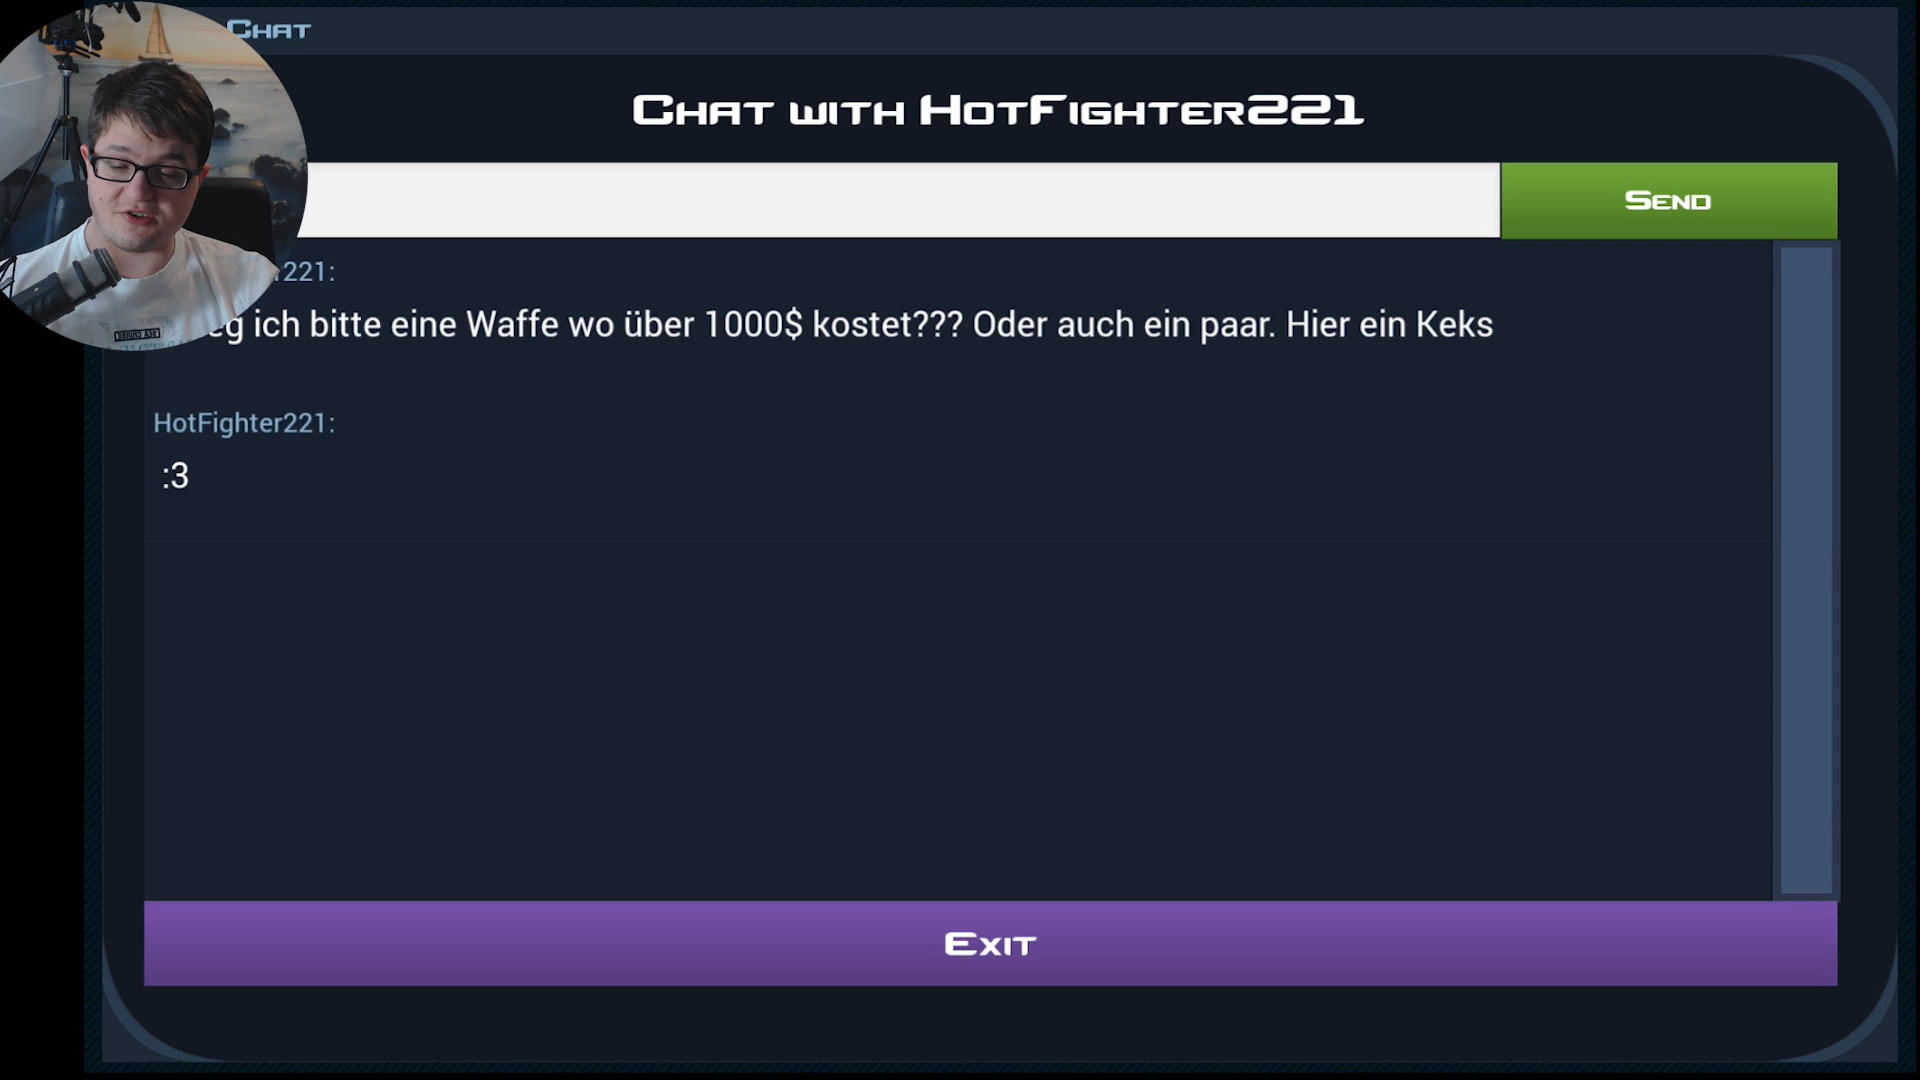 Chat
Chat with HotFighter221
Send
221:
ich bitte eine Waffe wo über 1000$ kostet??? Oder auch ein paar. Hier ein Keks
HotFighter221:
:3
Exit